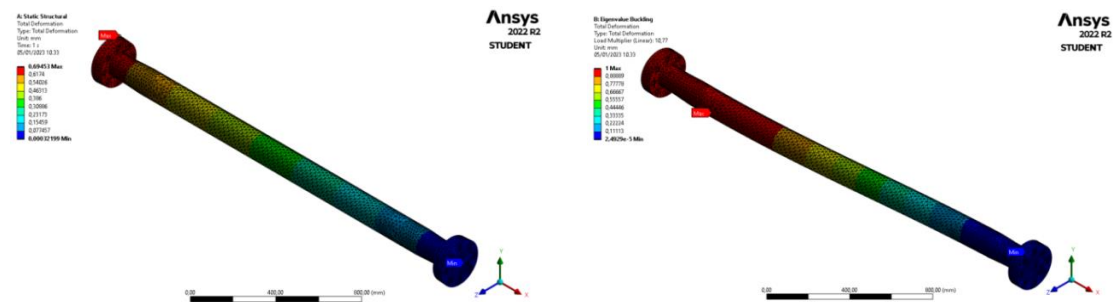 A: Static Structural
Total Deformation
Type: Total Deformation
Unit: mm
Time: 1 s
05/01/2023 10.33
0,69453 Max
0,6174
0,54026
0,46313
0,386
0,30886
0,23173
0,15459
0,077457
0,00032199 Min
Max
Min
Ansys
2022 R2
STUDENT
Y
Z
X
0,00
400,00
800,00 (mm)
B: Eigenvalue Buckling
Total Deformation
Type: Total Deformation
Load Multiplier (Linear): 10,77
Unit: mm
05/01/2023 10.33
1 Max
0,88889
0,77778
0,66667
0,55557
0,44446
0,33335
0,22224
0,11113
2,4929e-5 Min
Max
Min
Ansys
2022 R2
STUDENT
Y
Z
X
0,00
400,00
800,00 (mm)